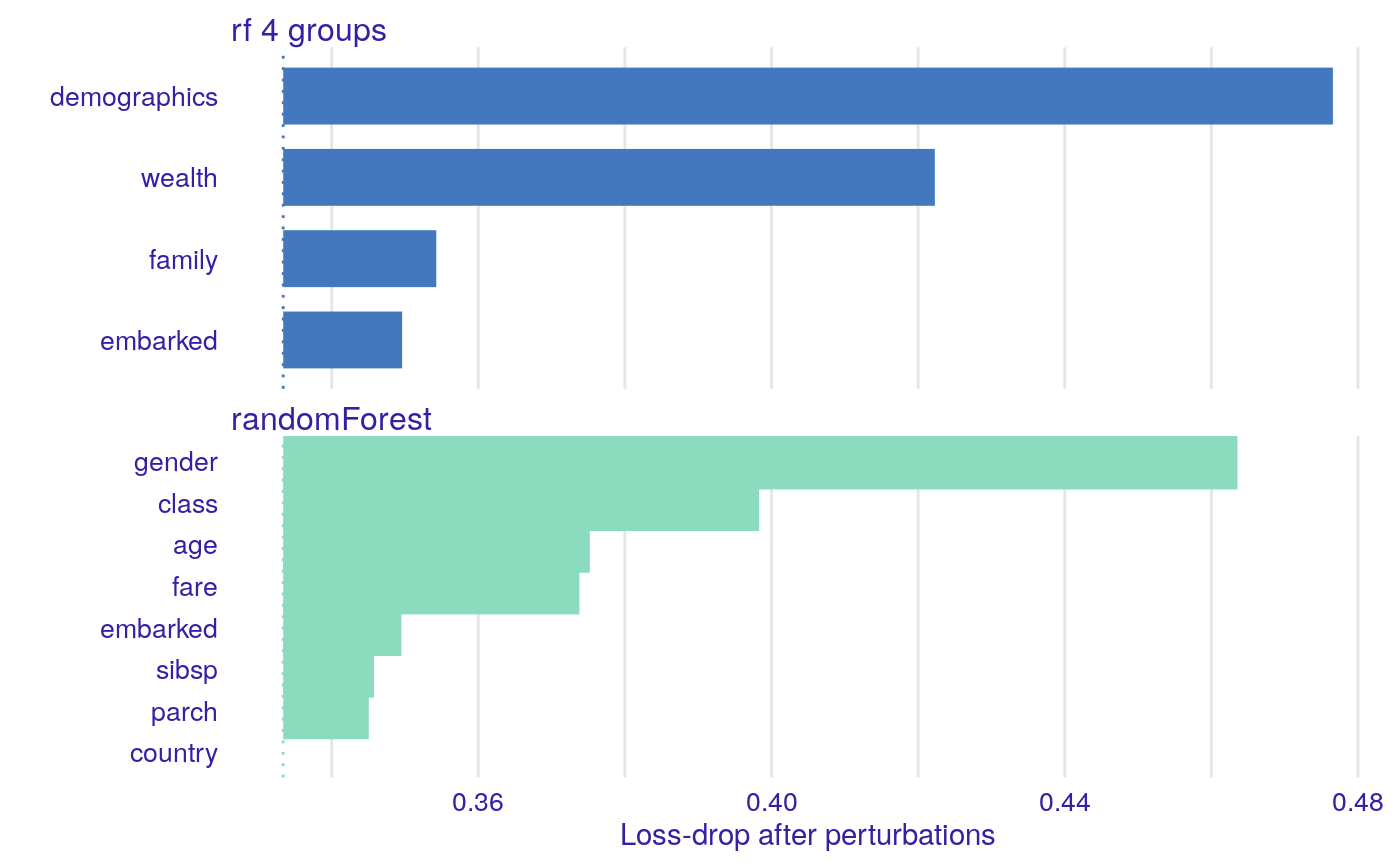 rf 4 groups
demographics
wealth
family
embarked
randomForest
gender
class
age
fare
embarked
sibsp
parch
country
0.36 0.40 0.44 0.48
Loss-drop after perturbations